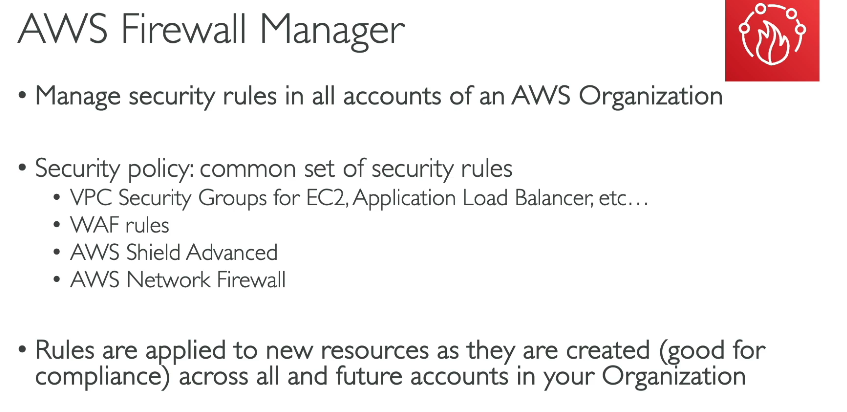 AWS Firewall Manager
• Manage security rules in all accounts of an AWS Organization
• Security policy: common set of security rules
• VPC Security Groups for EC2, Application Load Balancer, etc…
• WAF rules
• AWS Shield Advanced
• AWS Network Firewall
• Rules are applied to new resources as they are created (good for
compliance) across all and future accounts in your Organization